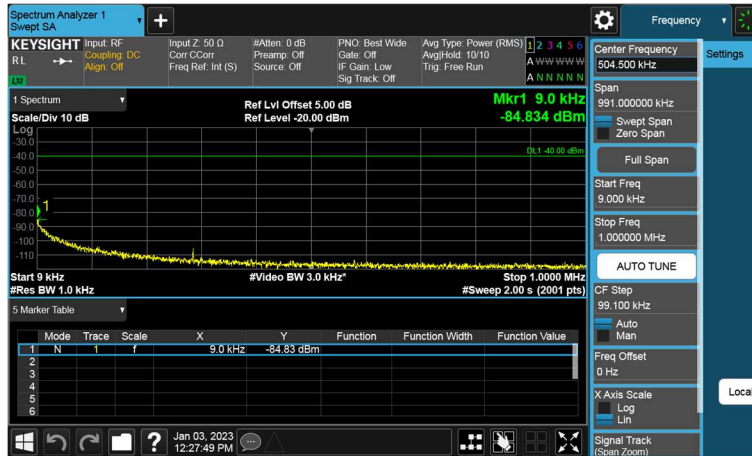 Spectrum Analyzer 1
Swept SA
+
Frequency
KEYSIGHT
RL
LXI
Input: RF
Coupling: DC
Align: Off
Input Z: 50 Ω
Corr CCorr
Freq Ref: Int (S)
#Atten: 0 dB
Preamp: Off
Source: Off
PNO: Best Wide
Gate: Off
IF Gain: Low
Sig Track: Off
Avg Type: Power (RMS)
Avg|Hold: 10/10
Trig: Free Run
1 2 3 4 5 6
A W W W W W
A N N N N N
1 Spectrum
Scale/Div 10 dB
Ref Lvl Offset 5.00 dB
Ref Level -20.00 dBm
Mkr1 9.0 kHz
-84.834 dBm
Log
-30.0
-40.0
-50.0
-60.0
-70.0
-80.0
-90.0
-100
-110
DL1 -40.00 dBm
1
Start 9 kHz
#Res BW 1.0 kHz
#Video BW 3.0 kHz*
Stop 1.0000 MHz
#Sweep 2.00 s (2001 pts)
5 Marker Table
Mode Trace Scale X Y Function Function Width Function Value
1 N 1 f 9.0 kHz -84.83 dBm
2
3
4
5
6
?
Jan 03, 2023
12:27:49 PM
Center Frequency
504.500 kHz
Settings
Span
991.000000 kHz
Swept Span
Zero Span
Full Span
Start Freq
9.000 kHz
Stop Freq
1.000000 MHz
AUTO TUNE
CF Step
99.100 kHz
Auto
Man
Freq Offset
0 Hz
X Axis Scale
Log
Lin
Local
Signal Track
(Span Zoom)